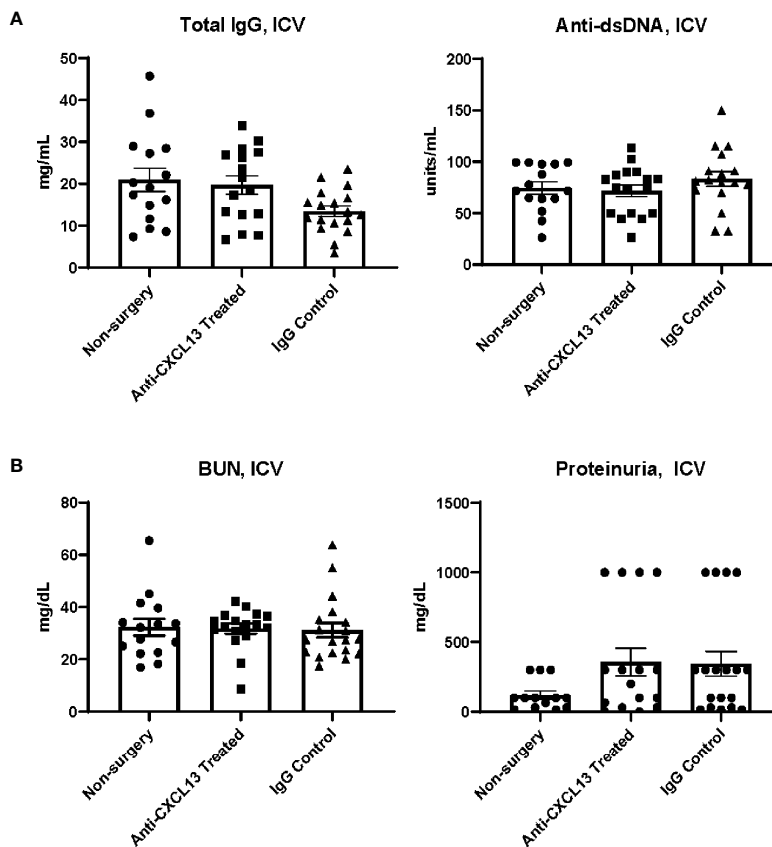 A
Total IgG, ICV
mg/mL
50
40
30
20
10
0
Non-surgery
Anti-CXCL13 Treated
IgG Control
Anti-dsDNA, ICV
units/mL
200
150
100
50
0
Non-surgery
Anti-CXCL13 Treated
IgG Control
B
BUN, ICV
mg/dL
80
60
40
20
0
Non-surgery
Anti-CXCL13 Treated
IgG Control
Proteinuria, ICV
mg/dL
1500
1000
500
0
Non-surgery
Anti-CXCL13 Treated
IgG Control